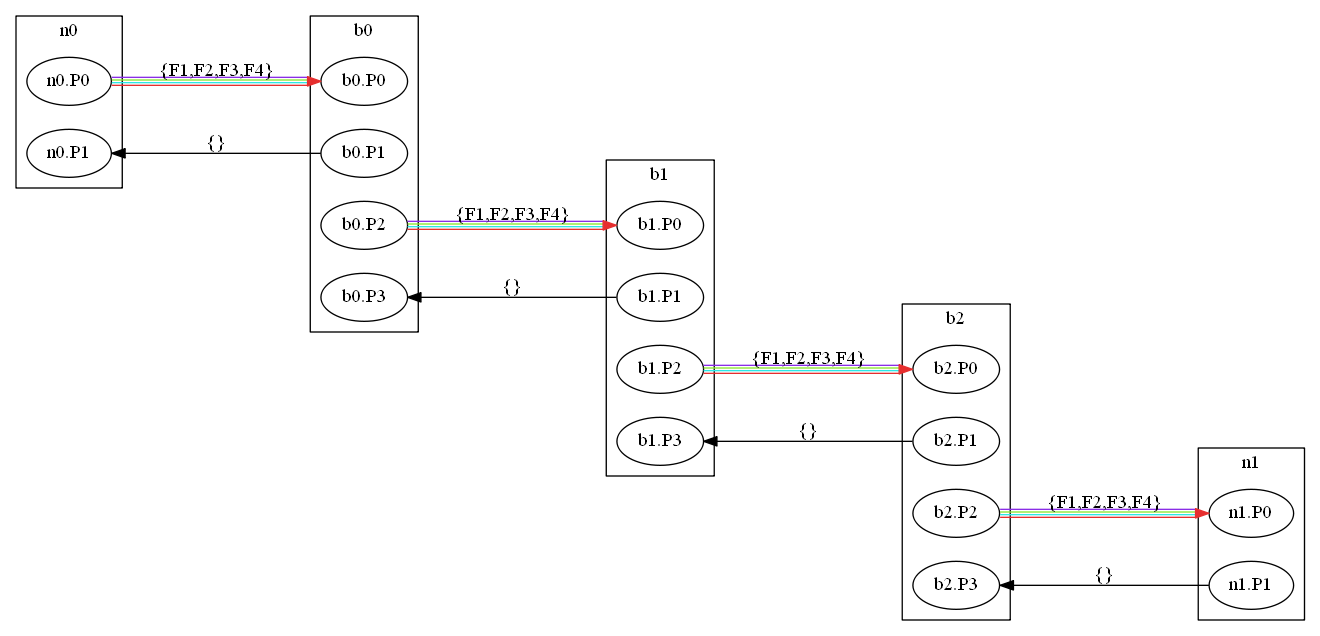 n0
b0
n0.P0
{F1,F2,F3,F4}
b0.P0
n0.P1
{}
b0.P1
b1
b0.P2
{F1,F2,F3,F4}
b1.P0
b0.P3
{}
b1.P1
b2
b1.P2
{F1,F2,F3,F4}
b2.P0
b1.P3
{}
b2.P1
n1
b2.P2
{F1,F2,F3,F4}
n1.P0
b2.P3
{}
n1.P1